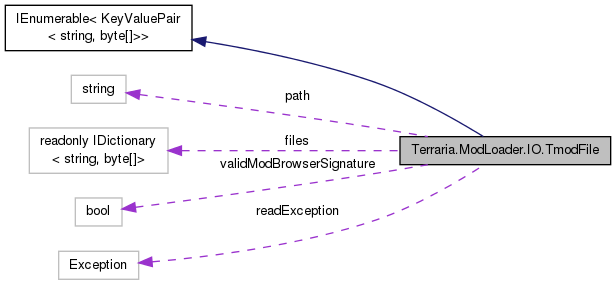 IEnumerable< KeyValuePair
< string, byte[]>>
string
path
readonly IDictionary
< string, byte[]>
files
Terraria.ModLoader.IO.TmodFile
validModBrowserSignature
bool
readException
Exception